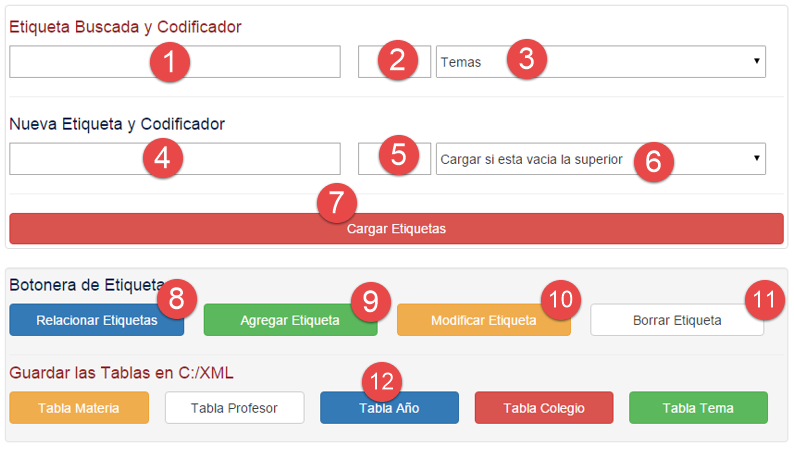 Etiqueta Buscada y Codificador
1 2 Temas 3
Nueva Etiqueta y Codificador
4 5 Cargar si esta vacia la superior 6
7
Cargar Etiquetas
Botonera de Etiqueta
8 9 10 11
Relacionar Etiquetas Agregar Etiqueta Modificar Etiqueta Borrar Etiqueta
Guardar las Tablas en C:/XML
12
Tabla Materia Tabla Profesor Tabla Año Tabla Colegio Tabla Tema